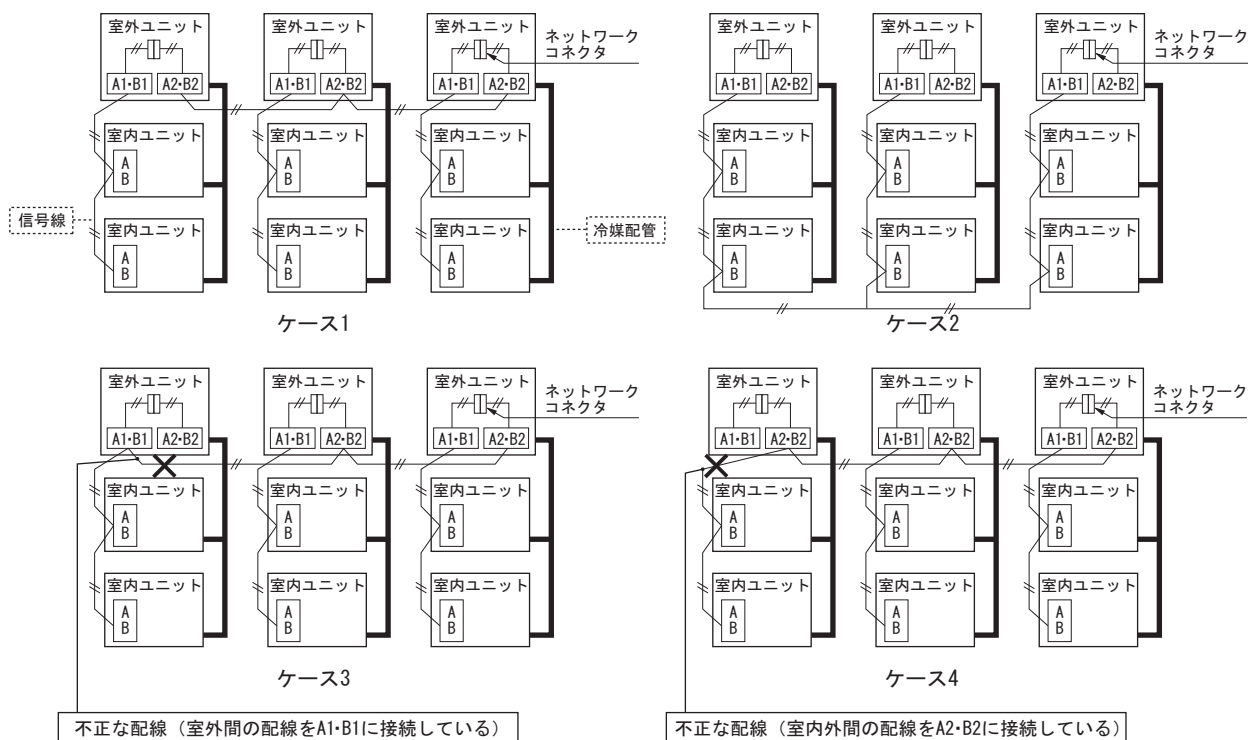 室外ユニット
室外ユニット
室外ユニット
ネットワーク
コネクタ
A1・B1
A2・B2
A1・B1
A2・B2
A1・B1
A2・B2
室内ユニット
室内ユニット
室内ユニット
A
B
A
B
A
B
信号線
室内ユニット
室内ユニット
室内ユニット
冷媒配管
A
B
A
B
A
B
ケース1
室外ユニット
室外ユニット
室外ユニット
ネットワーク
コネクタ
A1・B1
A2・B2
A1・B1
A2・B2
A1・B1
A2・B2
室内ユニット
室内ユニット
室内ユニット
A
B
A
B
A
B
室内ユニット
室内ユニット
室内ユニット
A
B
A
B
A
B
ケース2
室外ユニット
室外ユニット
室外ユニット
ネットワーク
コネクタ
A1・B1
A2・B2
A1・B1
A2・B2
A1・B1
A2・B2
室内ユニット
室内ユニット
室内ユニット
A
B
A
B
A
B
室内ユニット
室内ユニット
室内ユニット
A
B
A
B
A
B
ケース3
不正な配線（室外間の配線をA1・B1に接続している）
室外ユニット
室外ユニット
室外ユニット
ネットワーク
コネクタ
A1・B1
A2・B2
A1・B1
A2・B2
A1・B1
A2・B2
室内ユニット
室内ユニット
室内ユニット
A
B
A
B
A
B
室内ユニット
室内ユニット
室内ユニット
A
B
A
B
A
B
ケース4
不正な配線（室内外間の配線をA2・B2に接続している）